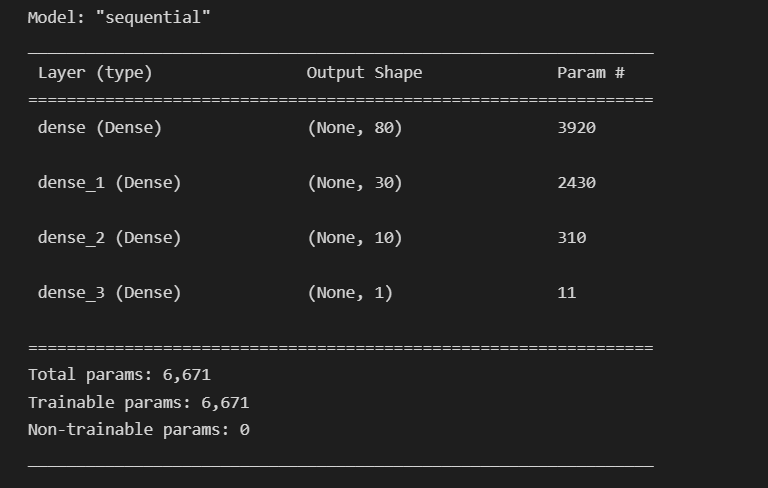 Model: "sequential"
Layer (type) Output Shape Param #
=================================================================
dense (Dense) (None, 80) 3920
dense_1 (Dense) (None, 30) 2430
dense_2 (Dense) (None, 10) 310
dense_3 (Dense) (None, 1) 11
=================================================================
Total params: 6,671
Trainable params: 6,671
Non-trainable params: 0